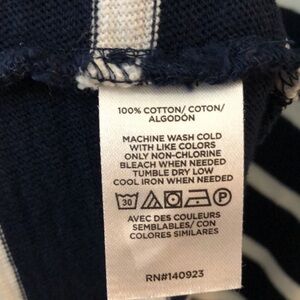 100% COTTON/ COTON/
ALGODÓN
MACHINE WASH COLD
WITH LIKE COLORS
ONLY NON-CHLORINE
BLEACH WHEN NEEDED
TUMBLE DRY LOW
COOL IRON WHEN NEEDED
30 P
AVEC DES COULEURS
SEMBLABLES/ CON
COLORES SIMILARES
RN#140923